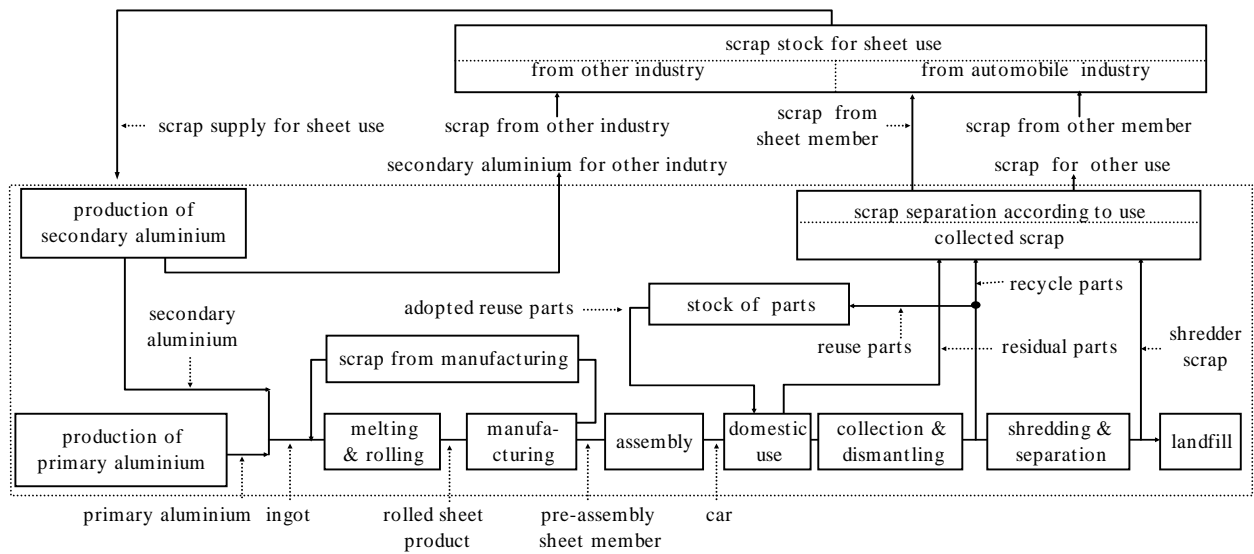 scrap stock for sheet use
from other industry
from automobile industry
scrap supply for sheet use
scrap from other industry
scrap from
sheet member
scrap from other member
secondary aluminium for other indutry
scrap for other use
production of
secondary aluminium
scrap separation according to use
collected scrap
recycle parts
adopted reuse parts
stock of parts
secondary
aluminium
reuse parts
residual parts
shredder
scrap
scrap from manufacturing
production of
primary aluminium
melting
& rolling
manufa-
cturing
assembly
domestic
use
collection &
dismantling
shredding &
separation
landfill
primary aluminium
ingot
rolled sheet
product
pre-assembly
sheet member
car